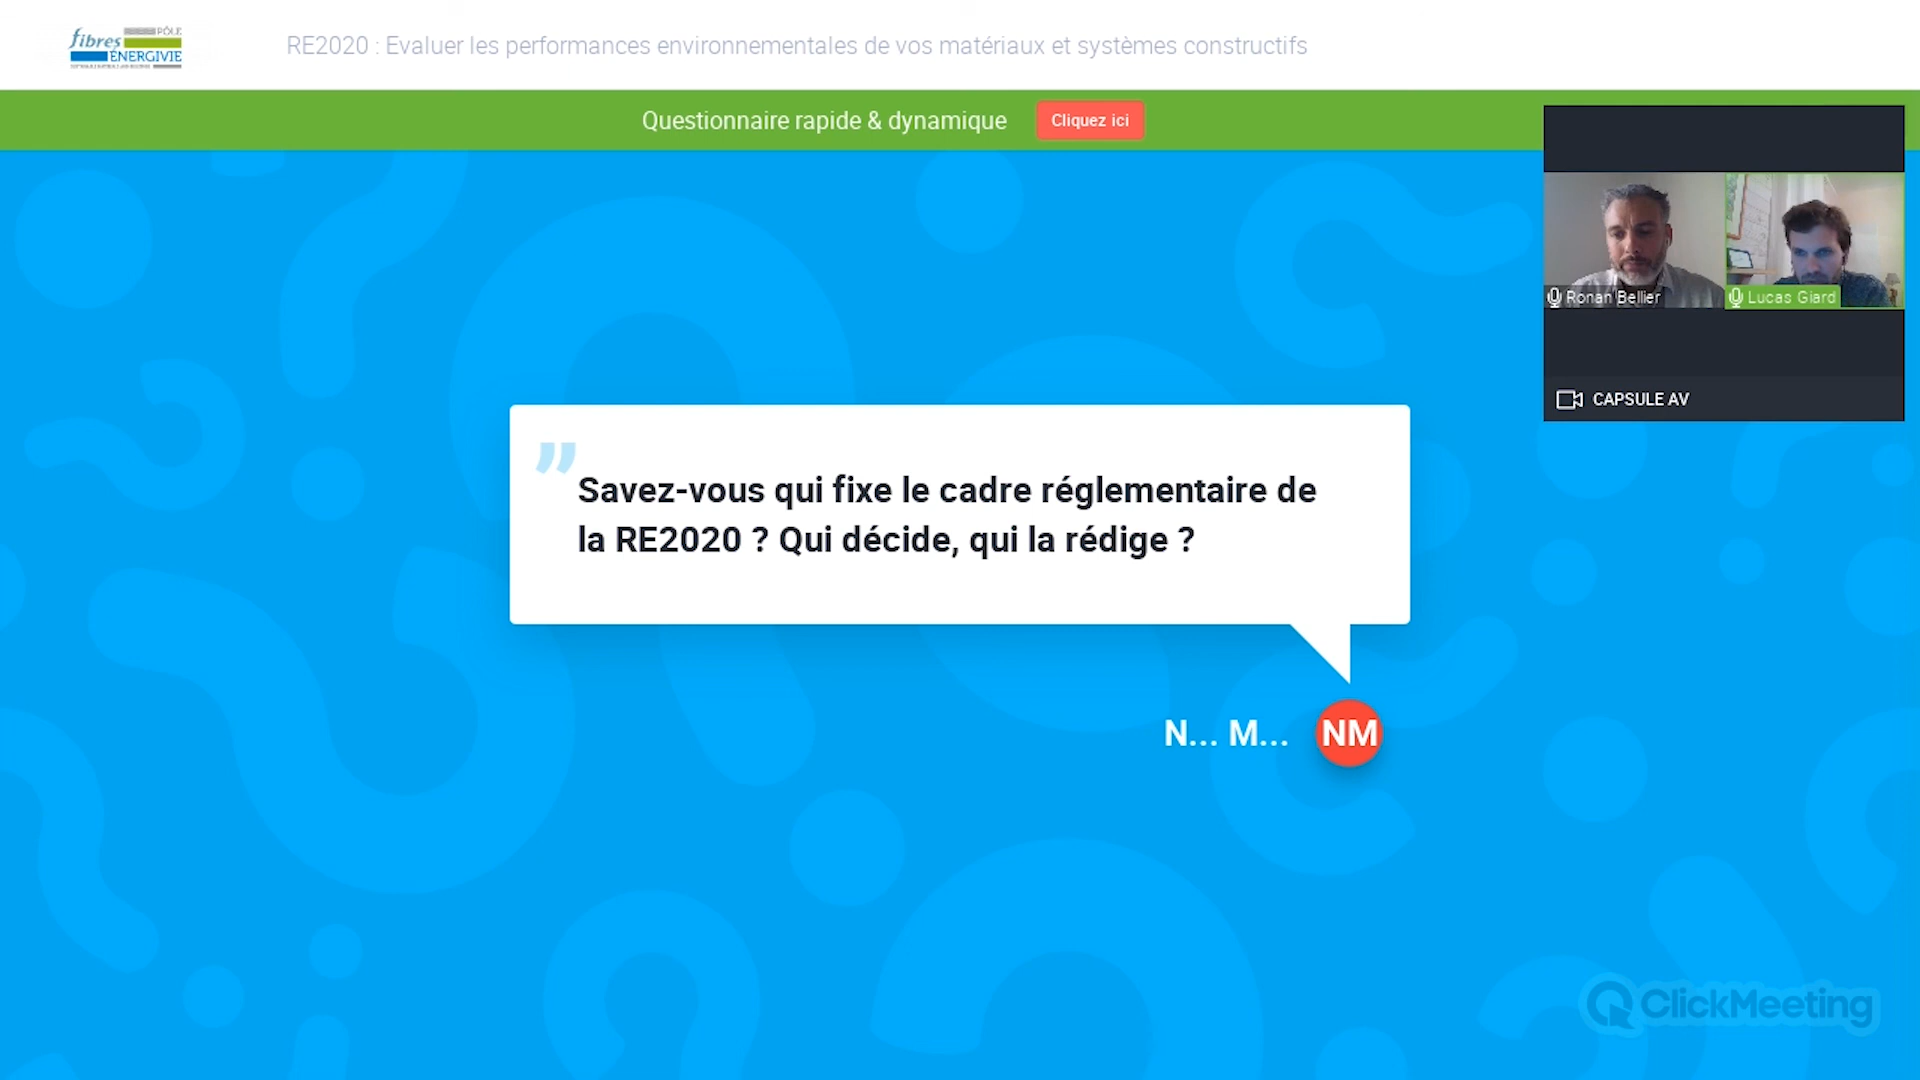 fibres
PÔLE
ÉNERGIVIE
RE2020 : Evaluer les performances environnementales de vos matériaux et systèmes constructifs
Questionnaire rapide & dynamique
Cliquez ici
Ronan Bellier
Lucas Giard
CAPSULE AV
” Savez-vous qui fixe le cadre réglementaire de
la RE2020 ? Qui décide, qui la rédige ?
N... M...
NM
ClickMeeting